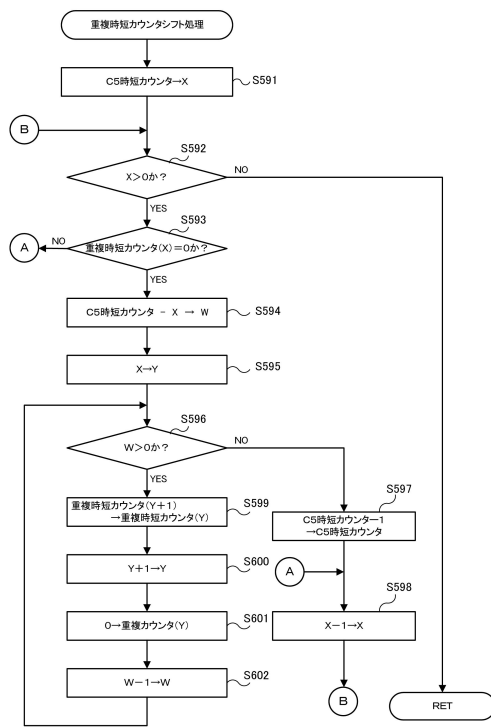 重複時短カウンタシフト処理
C5時短カウンタ→X
S591
B
S592
X>0か?
NO
YES
S593
A
NO
重複時短カウンタ(X)=0か?
YES
C5時短カウンタ - X → W
S594
X→Y
S595
S596
W>0か?
NO
YES
重複時短カウンタ(Y+1)
→重複時短カウンタ(Y)
S599
S597
C5時短カウンタ-1
→C5時短カウンタ
Y+1→Y
S600
A
S598
0→重複カウンタ(Y)
S601
X-1→X
W-1→W
S602
B
RET